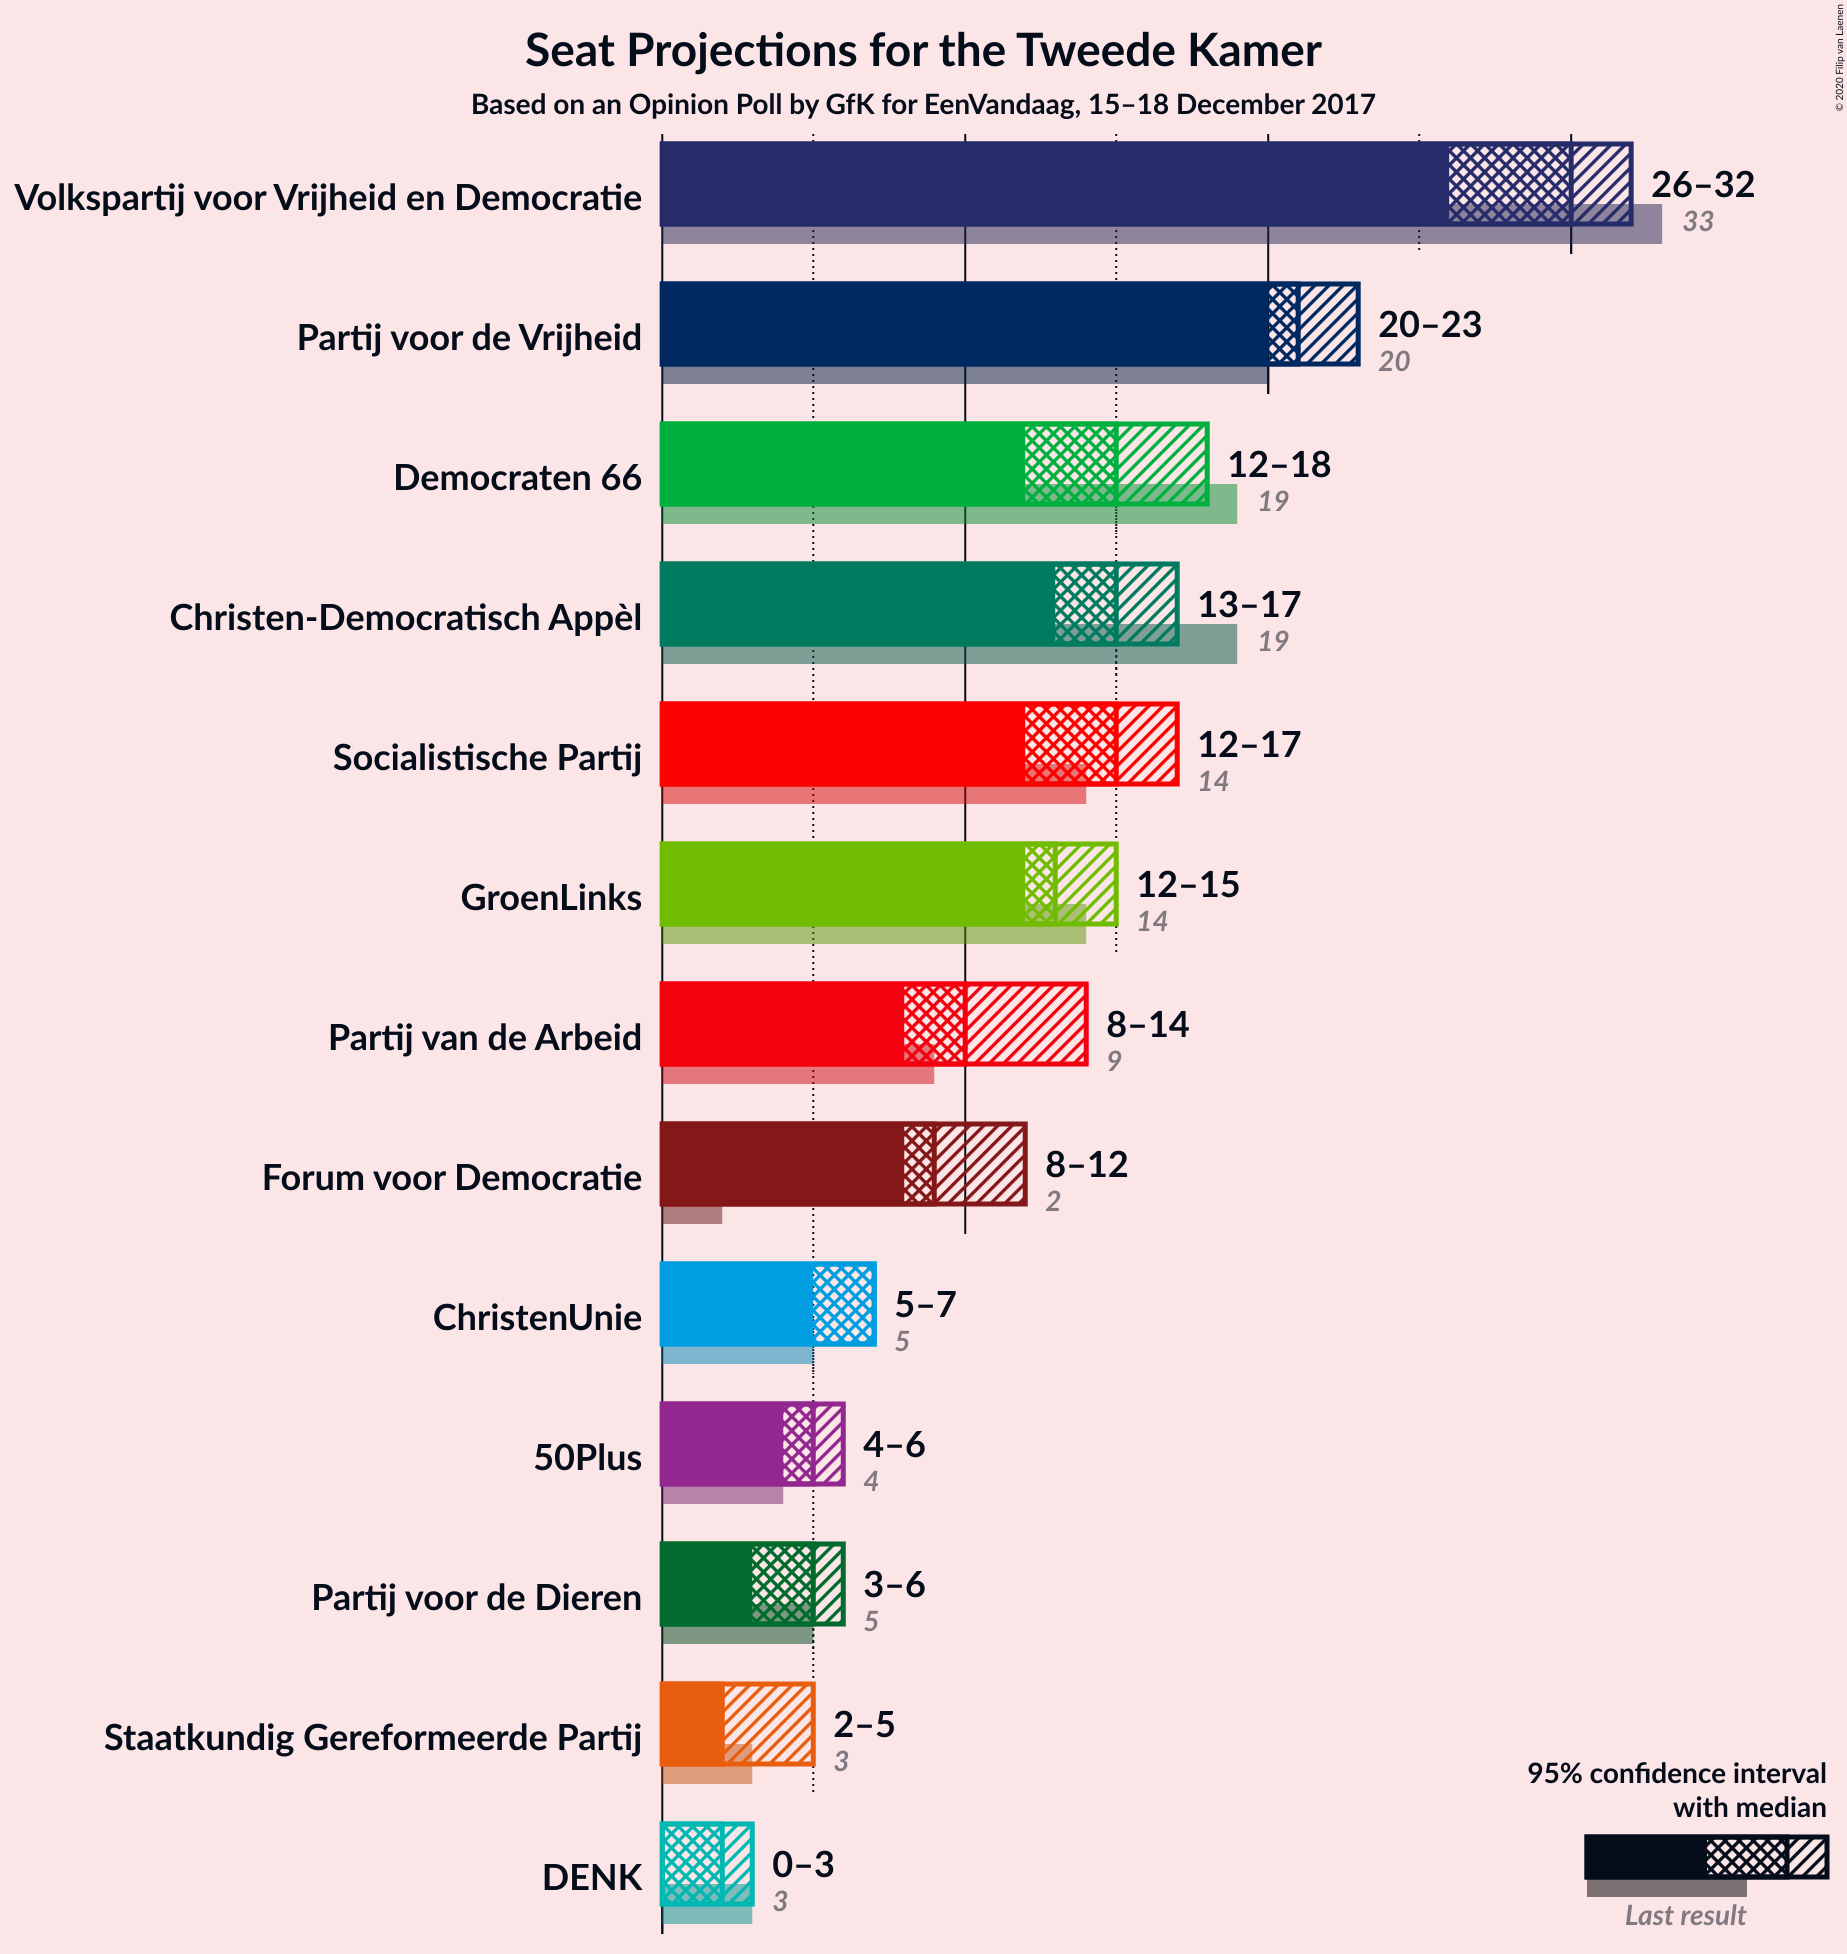 Seat Projections for the Tweede Kamer
Based on an Opinion Poll by GfK for EenVandaag, 15–18 December 2017
© 2020 Filip van Laenen
Volkspartij voor Vrijheid en Democratie
26–32
33
Partij voor de Vrijheid
20–23
20
Democraten 66
12–18
19
Christen-Democratisch Appèl
13–17
19
Socialistische Partij
12–17
14
GroenLinks
12–15
14
Partij van de Arbeid
8–14
9
Forum voor Democratie
8–12
2
ChristenUnie
5–7
5
50Plus
4–6
4
Partij voor de Dieren
3–6
5
Staatkundig Gereformeerde Partij
2–5
3
DENK
0–3
3
95% confidence interval
with median
Last result